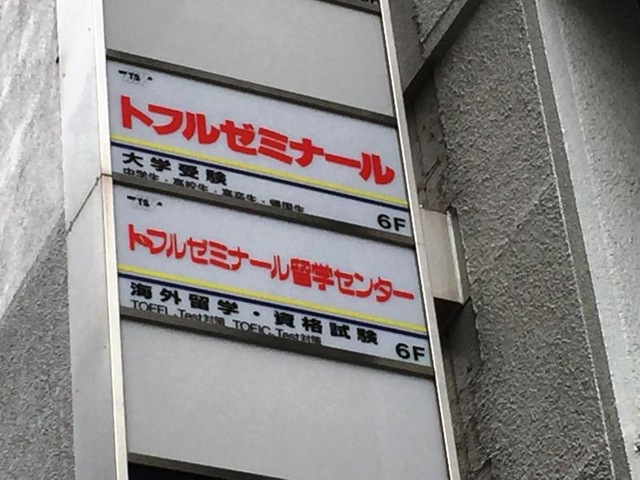 TS
トフルゼミナール
大学受験
中学生・高校生・高卒生・帰国生
6F
TS
トフルゼミナール留学センター
海外留学・資格試験
TOEFL Test対策 TOEIC Test対策
6F